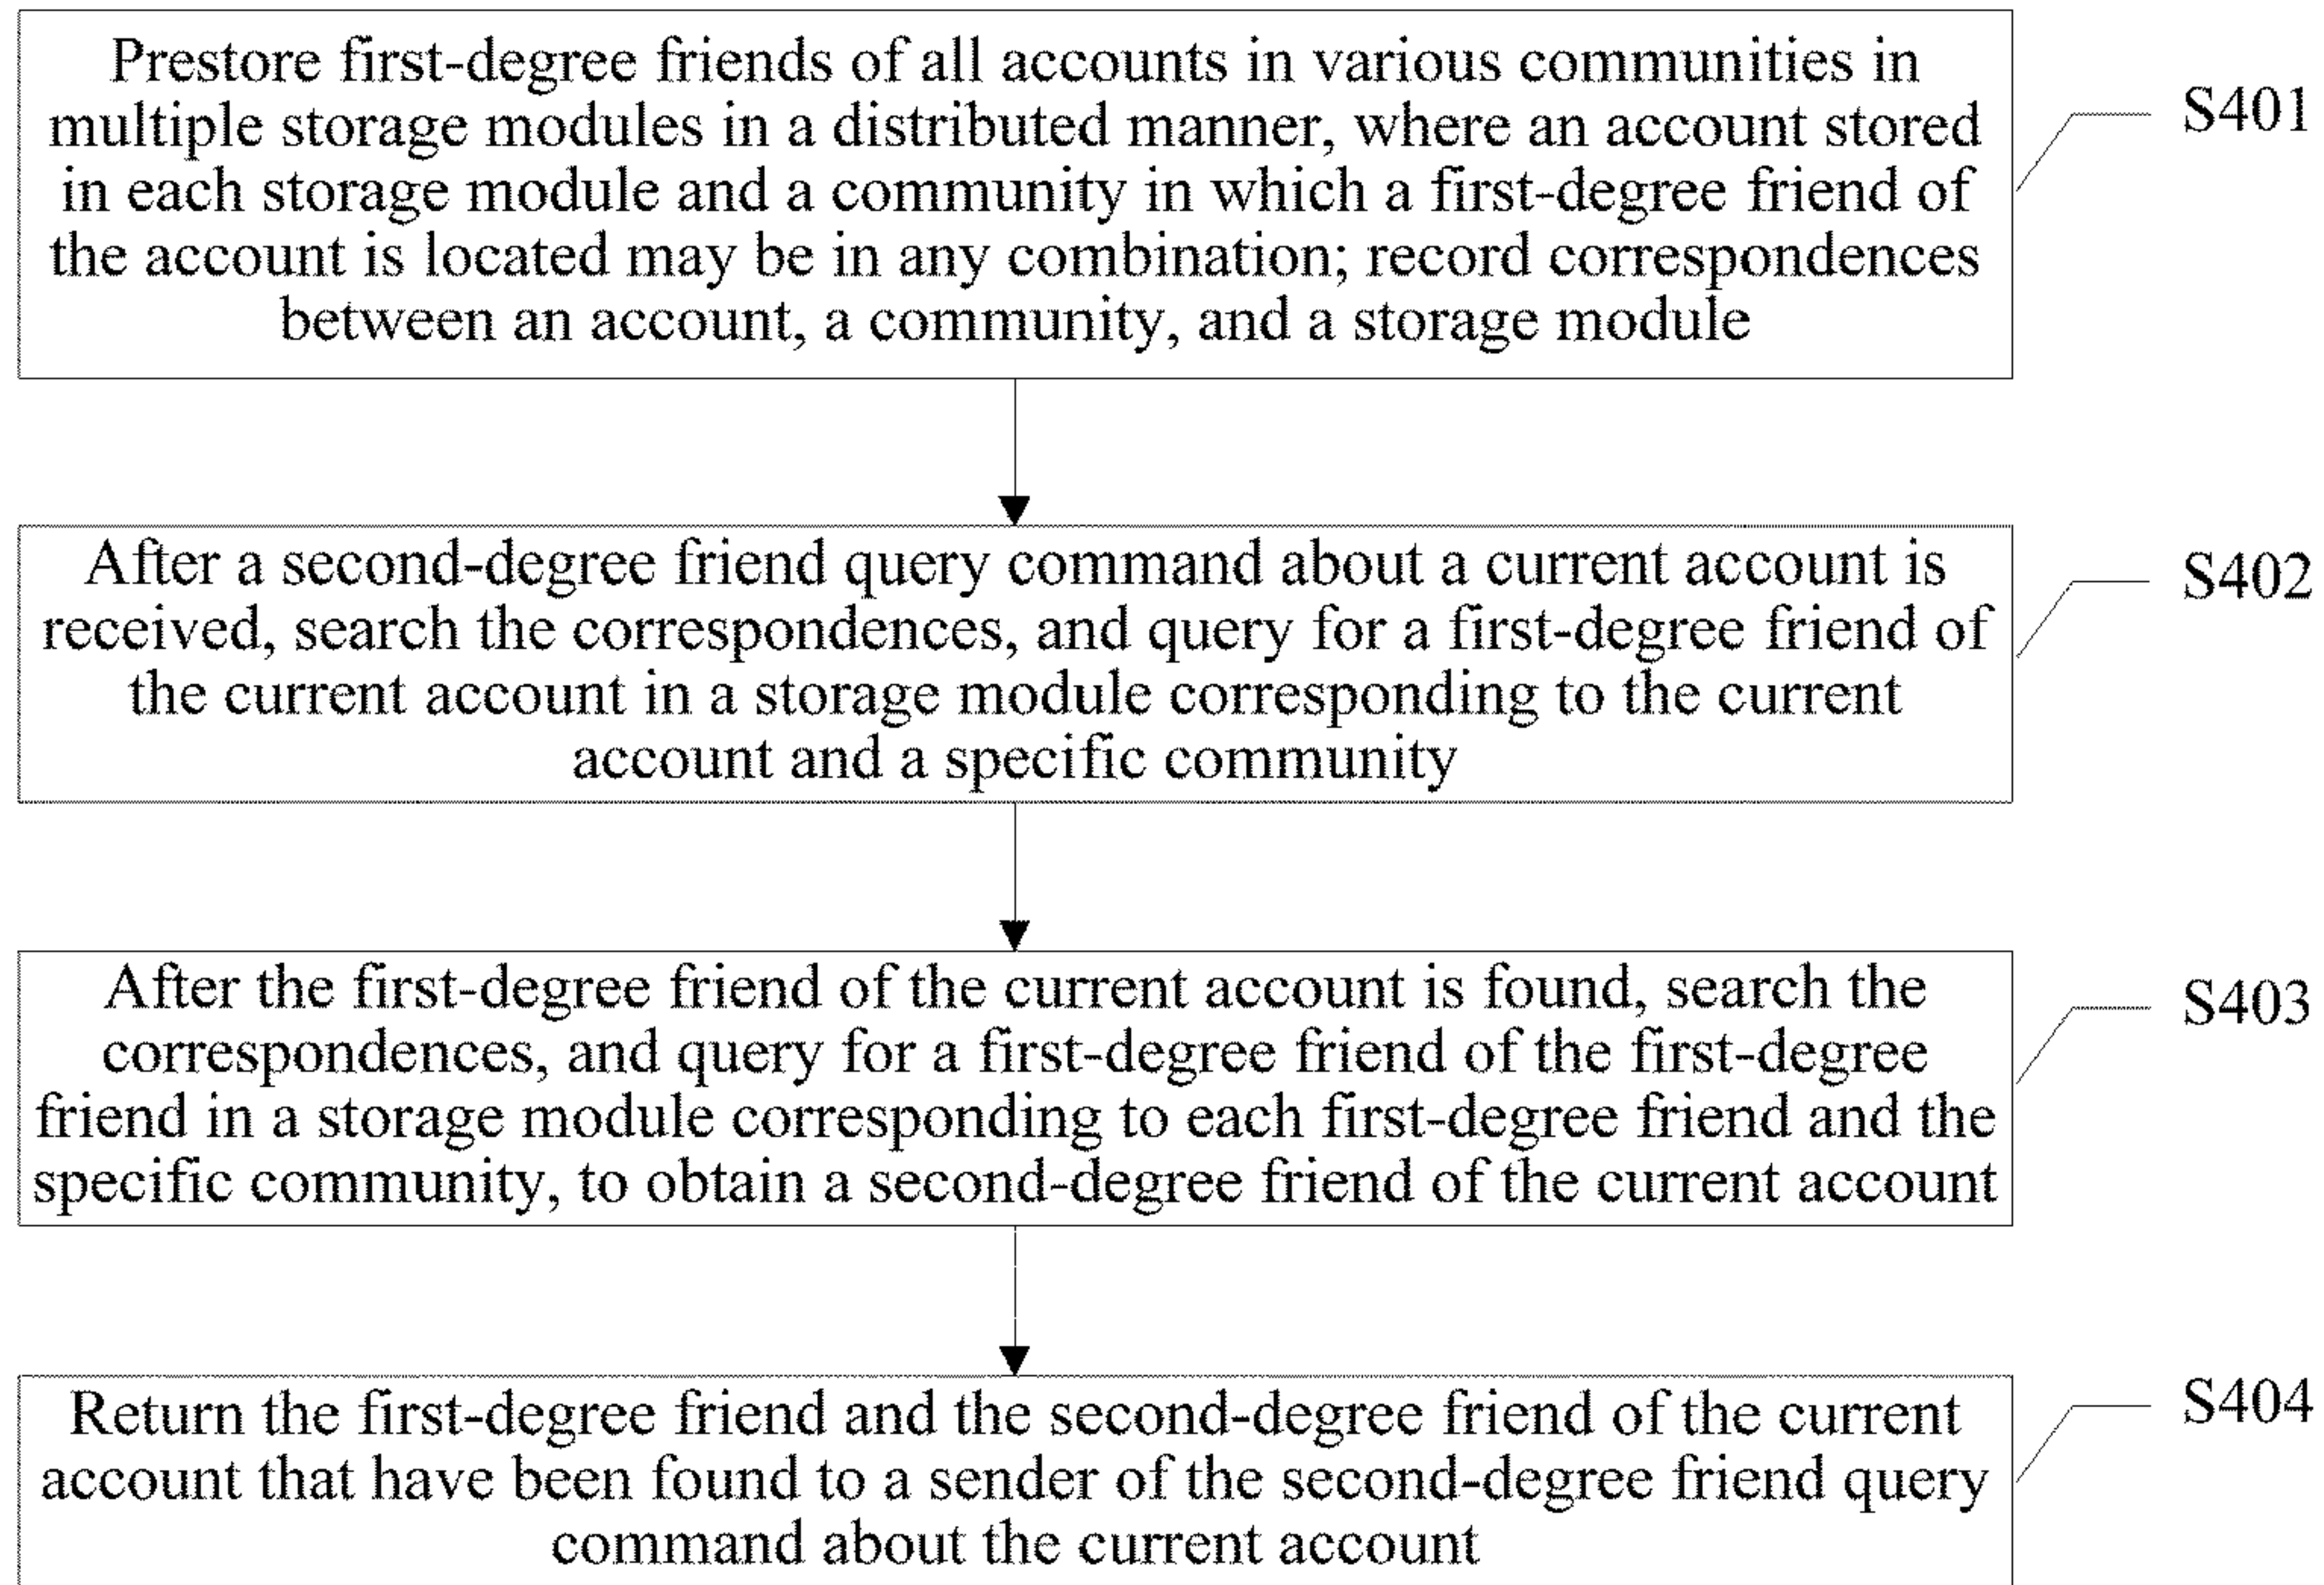 Prestore first-degree friends of all accounts in various communities in
multiple storage modules in a distributed manner, where an account stored
in each storage module and a community in which a first-degree friend of
the account is located may be in any combination; record correspondences
between an account, a community, and a storage module
S401
After a second-degree friend query command about a current account is
received, search the correspondences, and query for a first-degree friend of
the current account in a storage module corresponding to the current
account and a specific community
S402
After the first-degree friend of the current account is found, search the
correspondences, and query for a first-degree friend of the first-degree
friend in a storage module corresponding to each first-degree friend and the
specific community, to obtain a second-degree friend of the current account
S403
Return the first-degree friend and the second-degree friend of the current
account that have been found to a sender of the second-degree friend query
command about the current account
S404